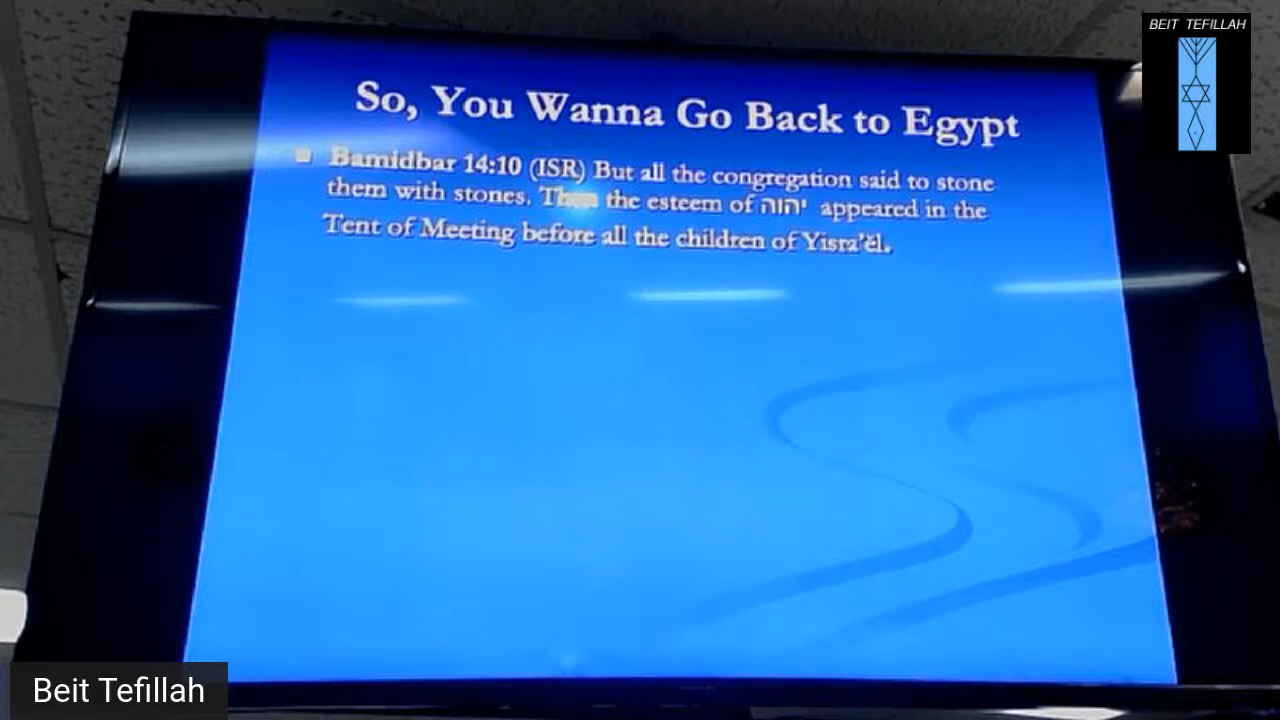 BEIT TEFILLAH
So, You Wanna Go Back to Egypt
Bamidbar 14:10 (ISR) But all the congregation said to stone
them with stones. Then the esteem of יהוה appeared in the
Tent of Meeting before all the children of Yisra'ĕl.
Beit Tefillah